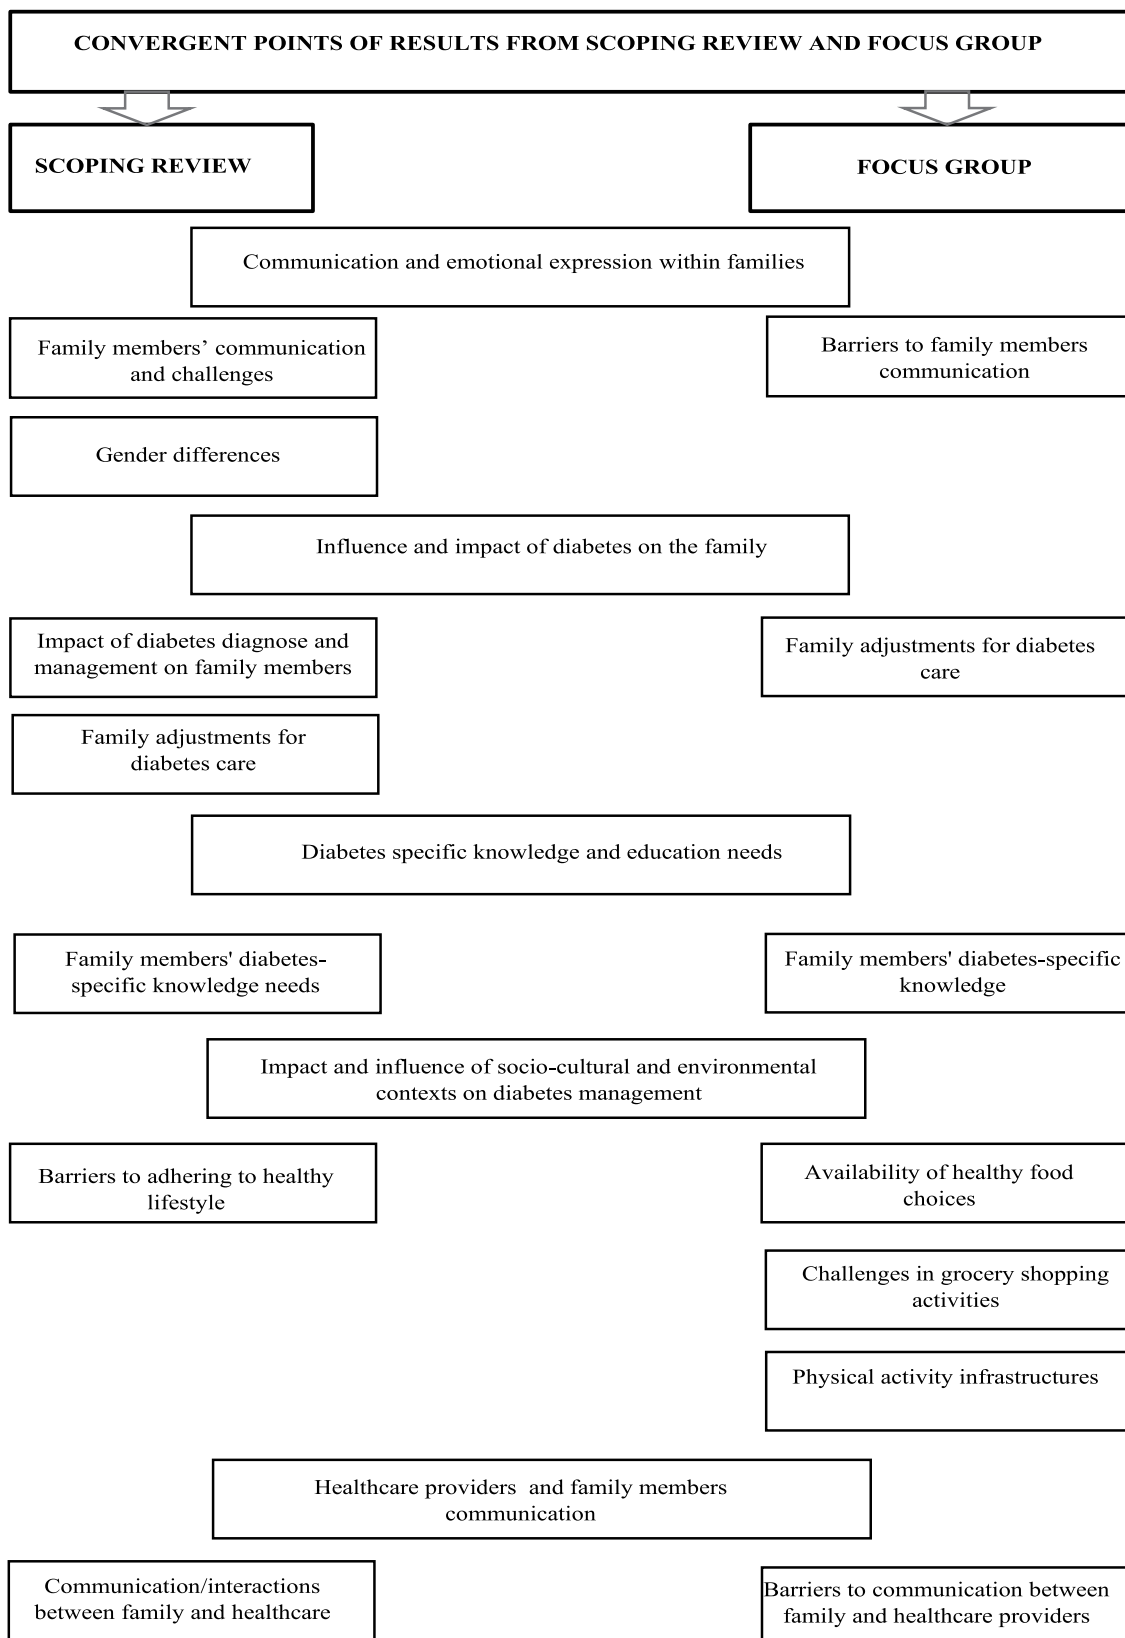 CONVERGENT POINTS OF RESULTS FROM SCOPING REVIEW AND FOCUS GROUP
SCOPING REVIEW
FOCUS GROUP
Communication and emotional expression within families
Family members’ communication
and challenges
Barriers to family members
communication
Gender differences
Influence and impact of diabetes on the family
Impact of diabetes diagnose and
management on family members
Family adjustments for diabetes
care
Family adjustments for
diabetes care
Diabetes specific knowledge and education needs
Family members' diabetes-
specific knowledge needs
Family members' diabetes-specific
knowledge
Impact and influence of socio-cultural and environmental
contexts on diabetes management
Barriers to adhering to healthy
lifestyle
Availability of healthy food
choices
Challenges in grocery shopping
activities
Physical activity infrastructures
Healthcare providers and family members
communication
Communication/interactions
between family and healthcare
Barriers to communication between
family and healthcare providers